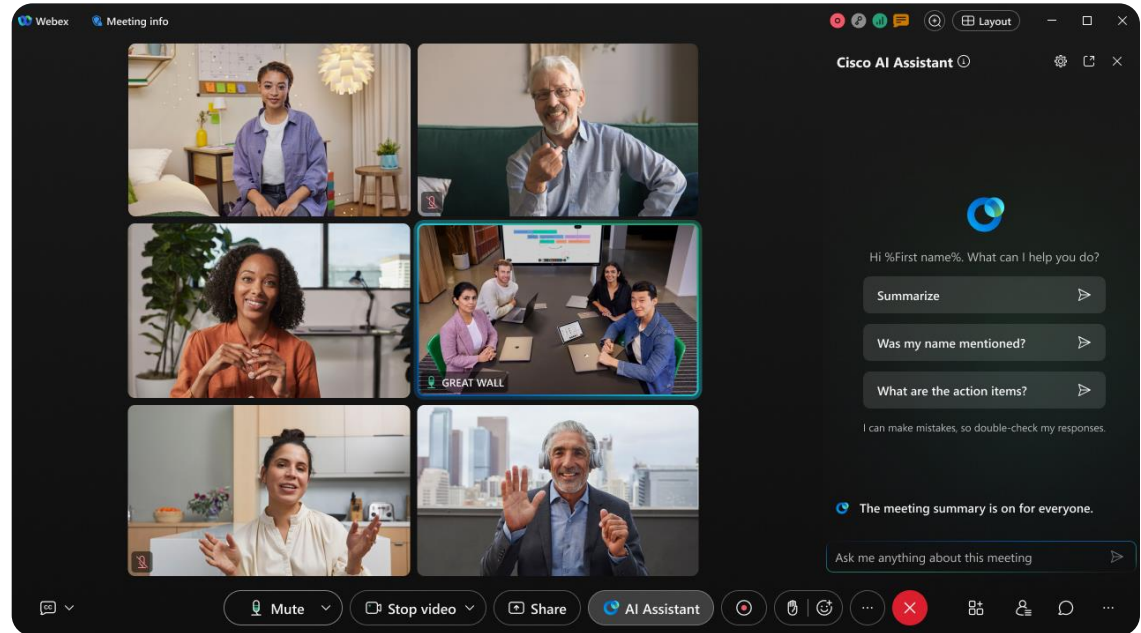 Webex
Meeting info
Layout
Cisco AI Assistant
Hi %First name%. What can I help you do?
Summarize
Was my name mentioned?
What are the action items?
I can make mistakes, so double-check my responses.
GREAT WALL
The meeting summary is on for everyone.
Ask me anything about this meeting
CC
Mute
Stop video
Share
AI Assistant